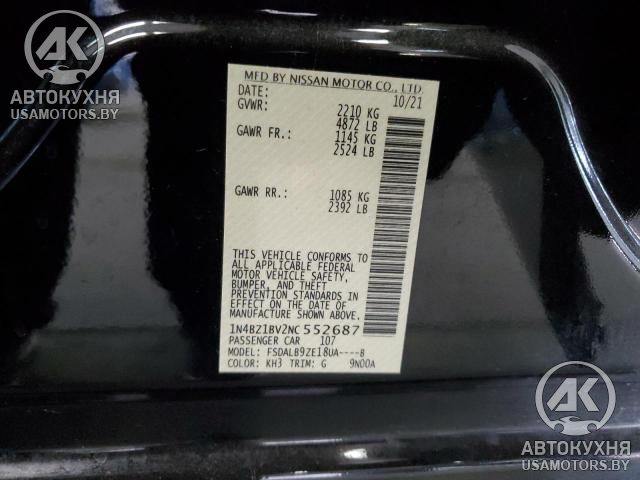 AK
АВТОКУХНЯ
USAMOTORS.BY
MFD BY NISSAN MOTOR CO., LTD.
DATE: 10/21
GVWR: 2210 KG
4872 LB
GAWR FR.: 1145 KG
2524 LB
GAWR RR.: 1085 KG
2392 LB
THIS VEHICLE CONFORMS TO
ALL APPLICABLE FEDERAL
MOTOR VEHICLE SAFETY,
BUMPER, AND THEFT
PREVENTION STANDARDS IN
EFFECT ON THE DATE OF
MANUFACTURE SHOWN ABOVE.
1N4BZ1BV2NC552687
PASSENGER CAR 107
MODEL: FSDALB9ZE18UA----B
COLOR: KH3 TRIM: G 9N00A
AK
АВТОКУХНЯ
USAMOTORS.BY